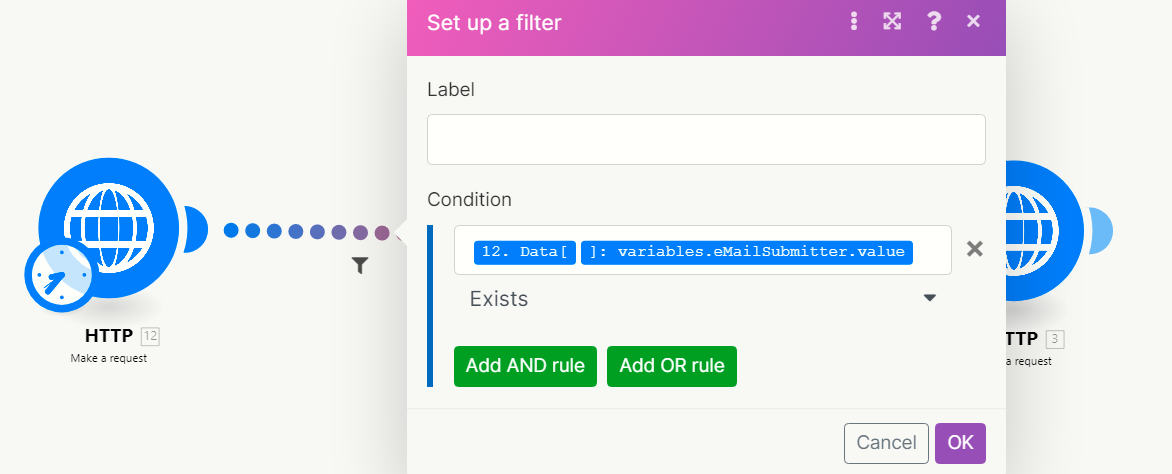 Set up a filter
Label
Condition
12. Data[ ]: variables.eMailSubmitter.value
Exists
Add AND rule Add OR rule
Cancel OK
HTTP 12
Make a request
TTP 3
a request